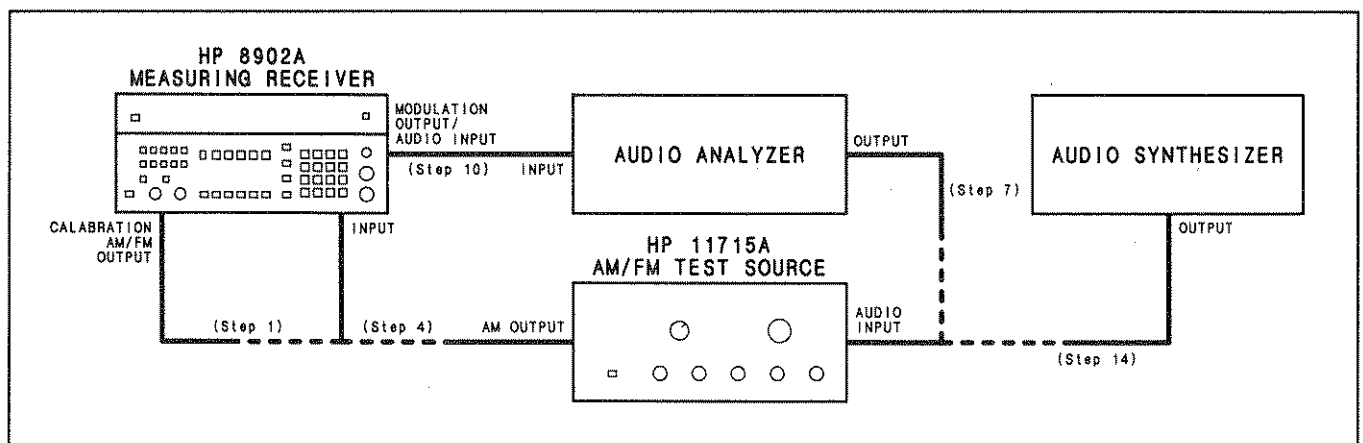 HP 8902A
MEASURING RECEIVER
MODULATION
OUTPUT/
AUDIO INPUT
(Step 10)
INPUT
AUDIO ANALYZER
OUTPUT
(Step 7)
AUDIO SYNTHESIZER
OUTPUT
CALABRATION
AM/FM
OUTPUT
INPUT
HP 11715A
AM/FM TEST SOURCE
(Step 1)
(Step 4)
AM OUTPUT
AUDIO
INPUT
(Step 14)